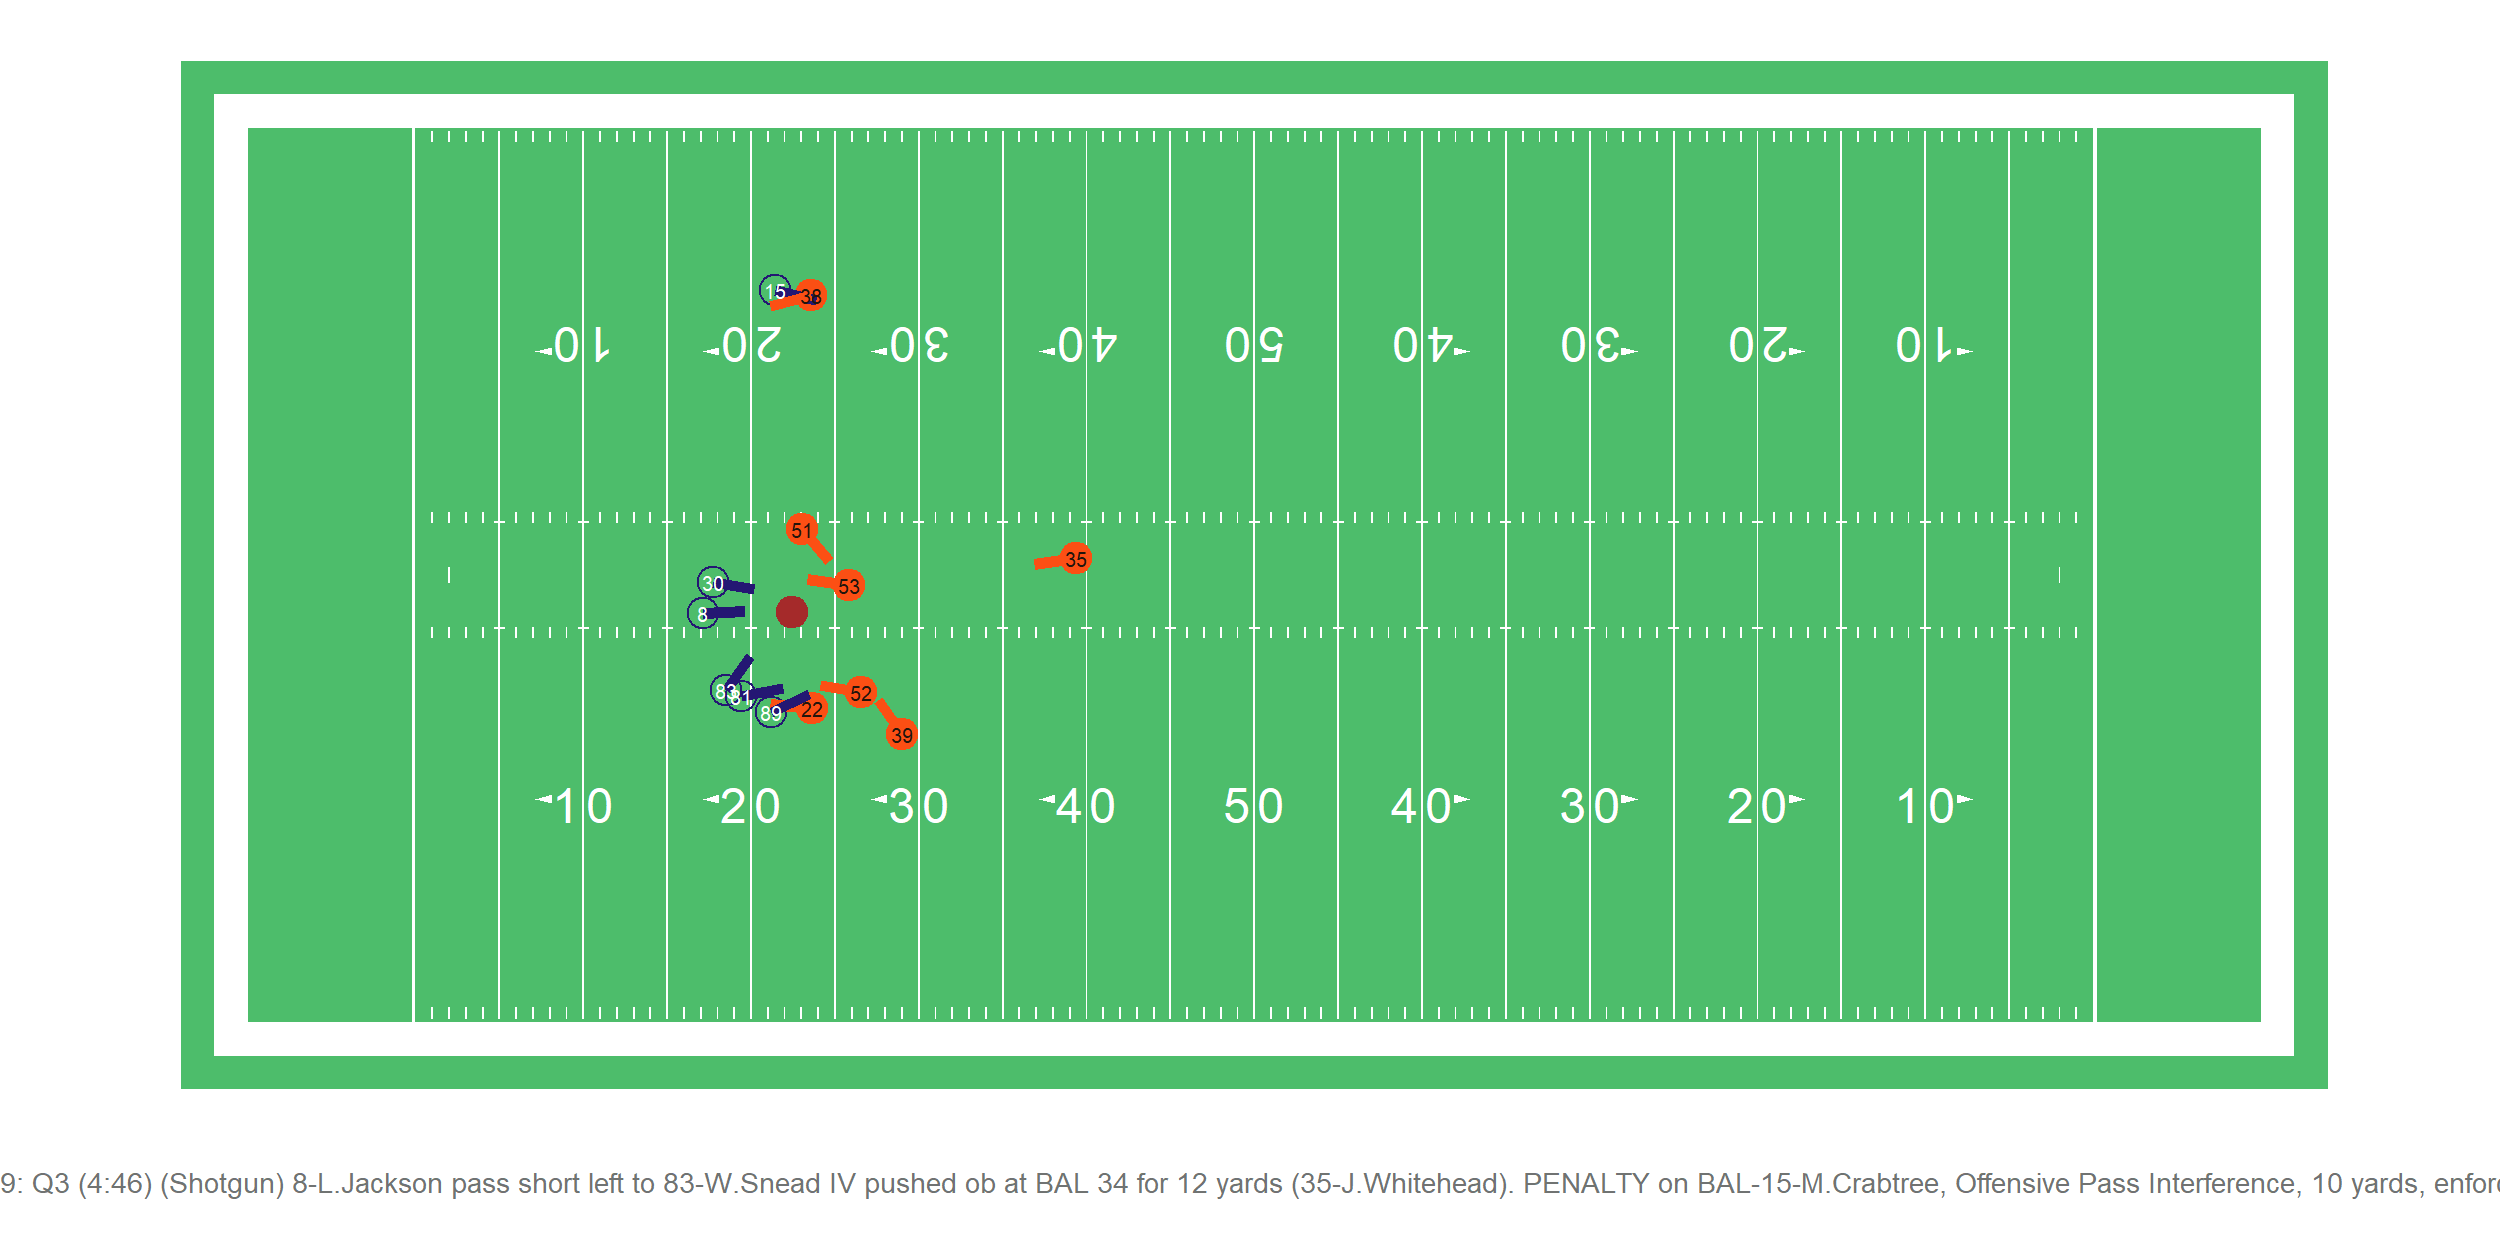 15 38
10 20 30 40 50 40 30 20 10
51
35
30 53
8
83 81 52
89 22
39
10 20 30 40 50 40 30 20 10
9: Q3 (4:46) (Shotgun) 8-L.Jackson pass short left to 83-W.Snead IV pushed ob at BAL 34 for 12 yards (35-J.Whitehead). PENALTY on BAL-15-M.Crabtree, Offensive Pass Interference, 10 yards, enforc